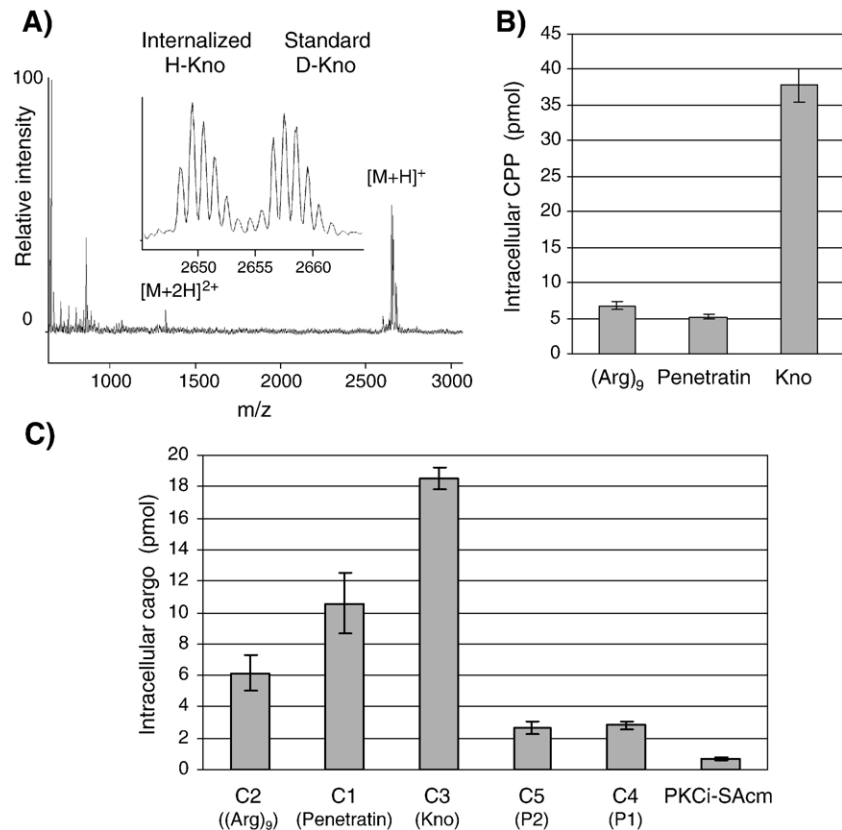 A)
Internalized Standard
H-Kno D-Kno
100
Relative intensity
0
[M+H]+
2650 2655 2660
[M+2H]2+
1000 1500 2000 2500 3000
m/z
B)
Intracellular CPP (pmol)
45
40
35
30
25
20
15
10
5
0
(Arg)9 Penetratin Kno
C)
Intracellular cargo (pmol)
20
18
16
14
12
10
8
6
4
2
0
C2 C1 C3 C5 C4 PKCi-SAcm
((Arg)9) (Penetratin) (Kno) (P2) (P1)